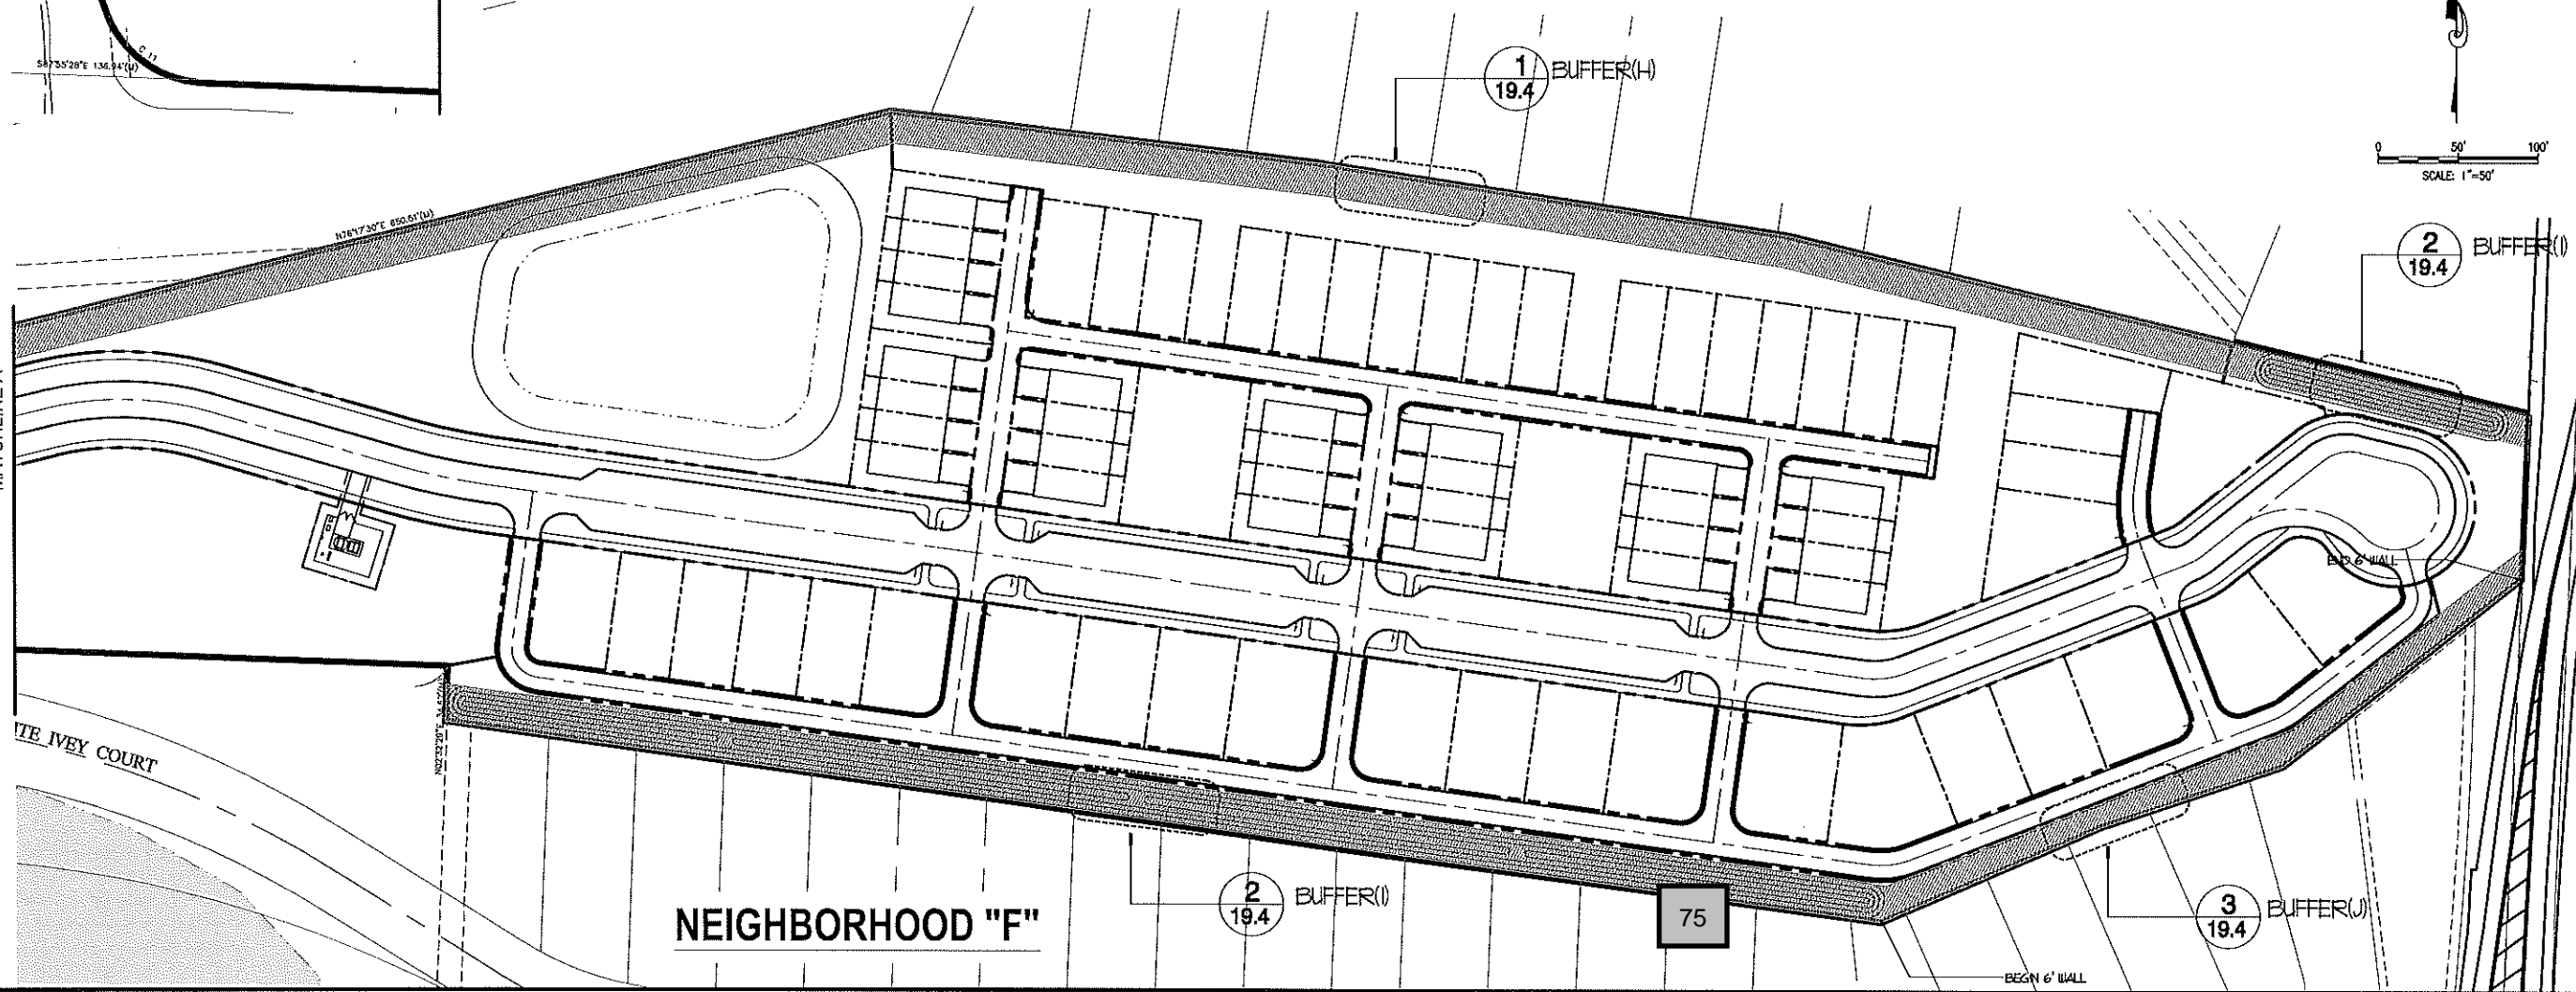 S87°55'28"E 136.94'(M)
C 17
1
19.4
BUFFER(H)
0 50' 100'
SCALE: 1"=50'
N76°17'30"E 650.51'(M)
2
19.4
BUFFER(I)
END 6' WALL
IVEY COURT
2
19.4
BUFFER(I)
NEIGHBORHOOD "F"
75
3
19.4
BUFFER(J)
BEGIN 6' WALL